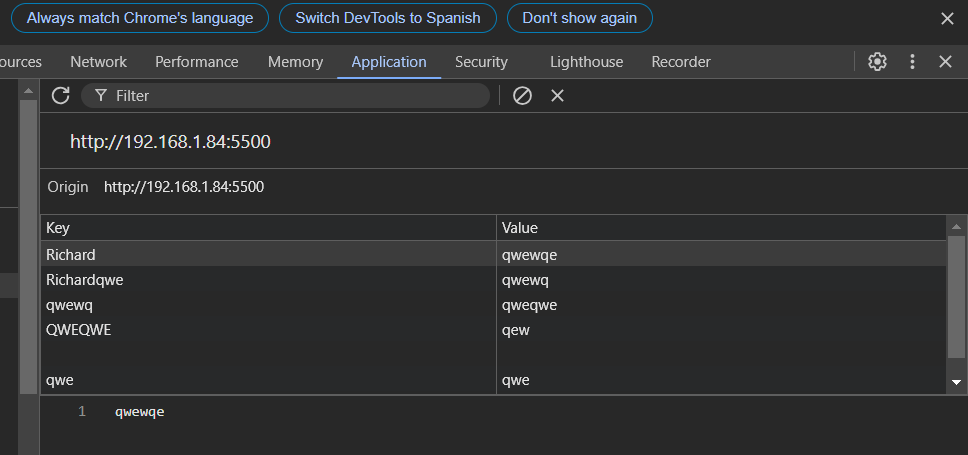 Always match Chrome's language Switch DevTools to Spanish Don't show again
ources Network Performance Memory Application Security Lighthouse Recorder
Filter
http://192.168.1.84:5500
Origin http://192.168.1.84:5500
Key Value
Richard qwewqe
Richardqwe qwewq
qwewq qweqwe
QWEQWE qew
qwe qwe
1 qwewqe